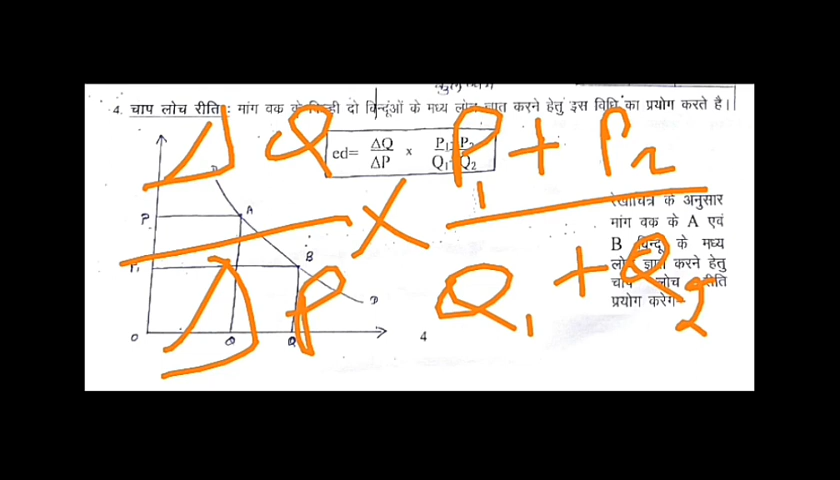 4. चाप लोच रीति : मांग वक के किन्ही दो बिन्दूंओं के मध्य लोच ज्ञात करने हेतु इस विधि का प्रयोग करते है।
ed= ΔQ/ΔP x P₁+P₂/Q₁+Q₂
ΔQ/ΔP × P₁ + P₂/Q₁ + Q₂
रेखाचित्र के अनुसार
मांग वक के A एवं
B बिन्दू के मध्य
लोच ज्ञात करने हेतु
चाप लोच रीति
प्रयोग करेगें
D
P
A
P₁
B
D
O
Q
Q₁
4